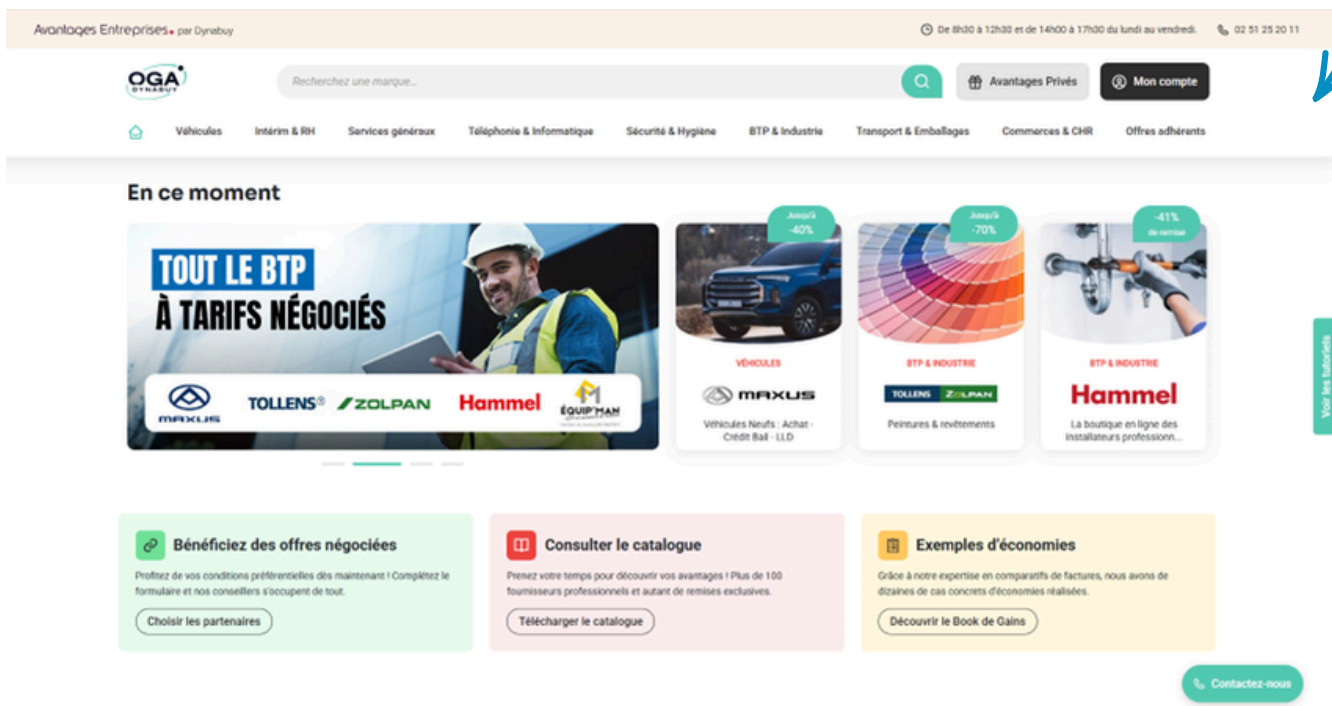 Avantages Entreprises. par Dynabuy
De 8h30 à 12h30 et de 14h00 à 17h30 du lundi au vendredi.
02 51 25 20 11
OGA
DYNABUY
Recherchez une marque...
Avantages Privés
Mon compte
Véhicules
Intérim & RH
Services généraux
Téléphonie & Informatique
Sécurité & Hygiène
BTP & Industrie
Transport & Emballages
Commerces & CHR
Offres adhérents
En ce moment
TOUT LE BTP
À TARIFS NÉGOCIÉS
MAXUS
TOLLENS®
ZOLPAN
Hammel
ÉQUIP'MAN
Jusqu'à
-40%
VÉHICULES
MAXUS
Véhicules Neufs : Achat -
Crédit Bail - LLD
Jusqu'à
-70%
BTP & INDUSTRIE
TOLLENS ZOLPAN
Peintures & revêtements
-41%
de remise
BTP & INDUSTRIE
Hammel
La boutique en ligne des
installateurs professionn...
Voir les tutoriels
Bénéficiez des offres négociées
Profitez de vos conditions préférentielles dès maintenant ! Complétez le
formulaire et nos conseillers s'occupent de tout.
Choisir les partenaires
Consulter le catalogue
Prenez votre temps pour découvrir vos avantages ! Plus de 100
fournisseurs professionnels et autant de remises exclusives.
Télécharger le catalogue
Exemples d'économies
Grâce à notre expertise en comparatifs de factures, nous avons de
dizaines de cas concrets d'économies réalisées.
Découvrir le Book de Gains
Contactez-nous